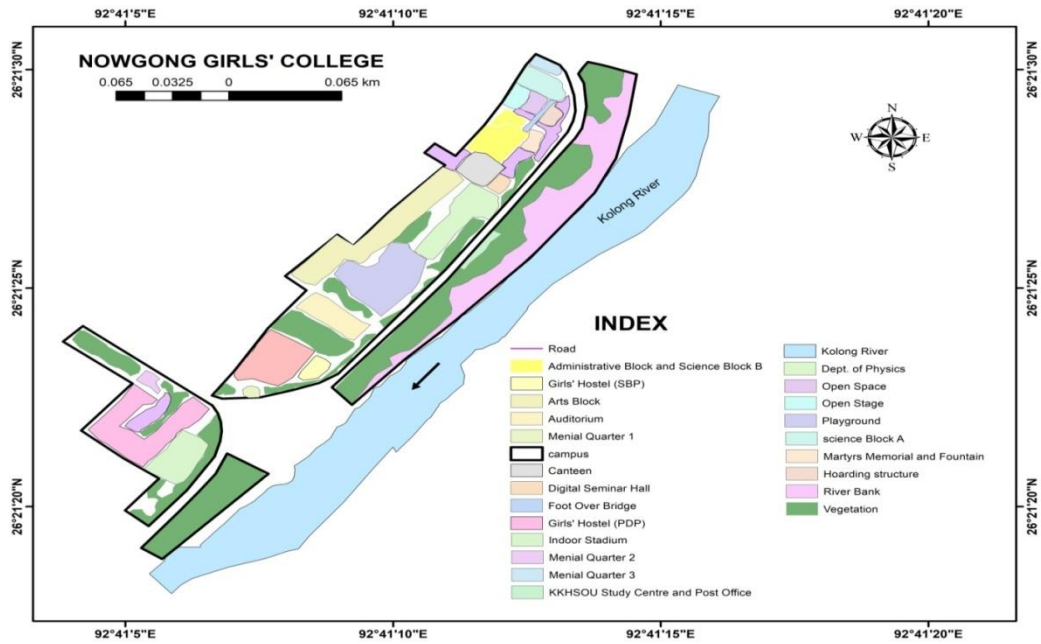 92°41'5"E 92°41'10"E 92°41'15"E 92°41'20"E
26°21'30"N 26°21'30"N
NOWGONG GIRLS' COLLEGE
0.065 0.0325 0 0.065 km
N
W E
S
Kolong River
26°21'25"N 26°21'25"N
INDEX
Road
Administrative Block and Science Block B
Girls' Hostel (SBP)
Arts Block
Auditorium
Menial Quarter 1
campus
Canteen
Digital Seminar Hall
Foot Over Bridge
Girls' Hostel (PDP)
Indoor Stadium
Menial Quarter 2
Menial Quarter 3
KKHSOU Study Centre and Post Office
Kolong River
Dept. of Physics
Open Space
Open Stage
Playground
science Block A
Martyrs Memorial and Fountain
Hoarding structure
River Bank
Vegetation
26°21'20"N 26°21'20"N
92°41'5"E 92°41'10"E 92°41'15"E 92°41'20"E